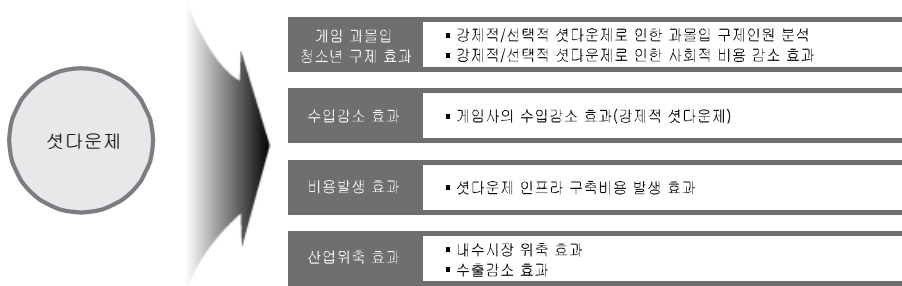 셧다운제
게임 과몰입
청소년 구제 효과
▪ 강제적/선택적 셧다운제로 인한 과몰입 구제인원 분석
▪ 강제적/선택적 셧다운제로 인한 사회적 비용 감소 효과
수입감소 효과
▪ 게임사의 수입감소 효과(강제적 셧다운제)
비용발생 효과
▪ 셧다운제 인프라 구축비용 발생 효과
산업위축 효과
▪ 내수시장 위축 효과
▪ 수출감소 효과